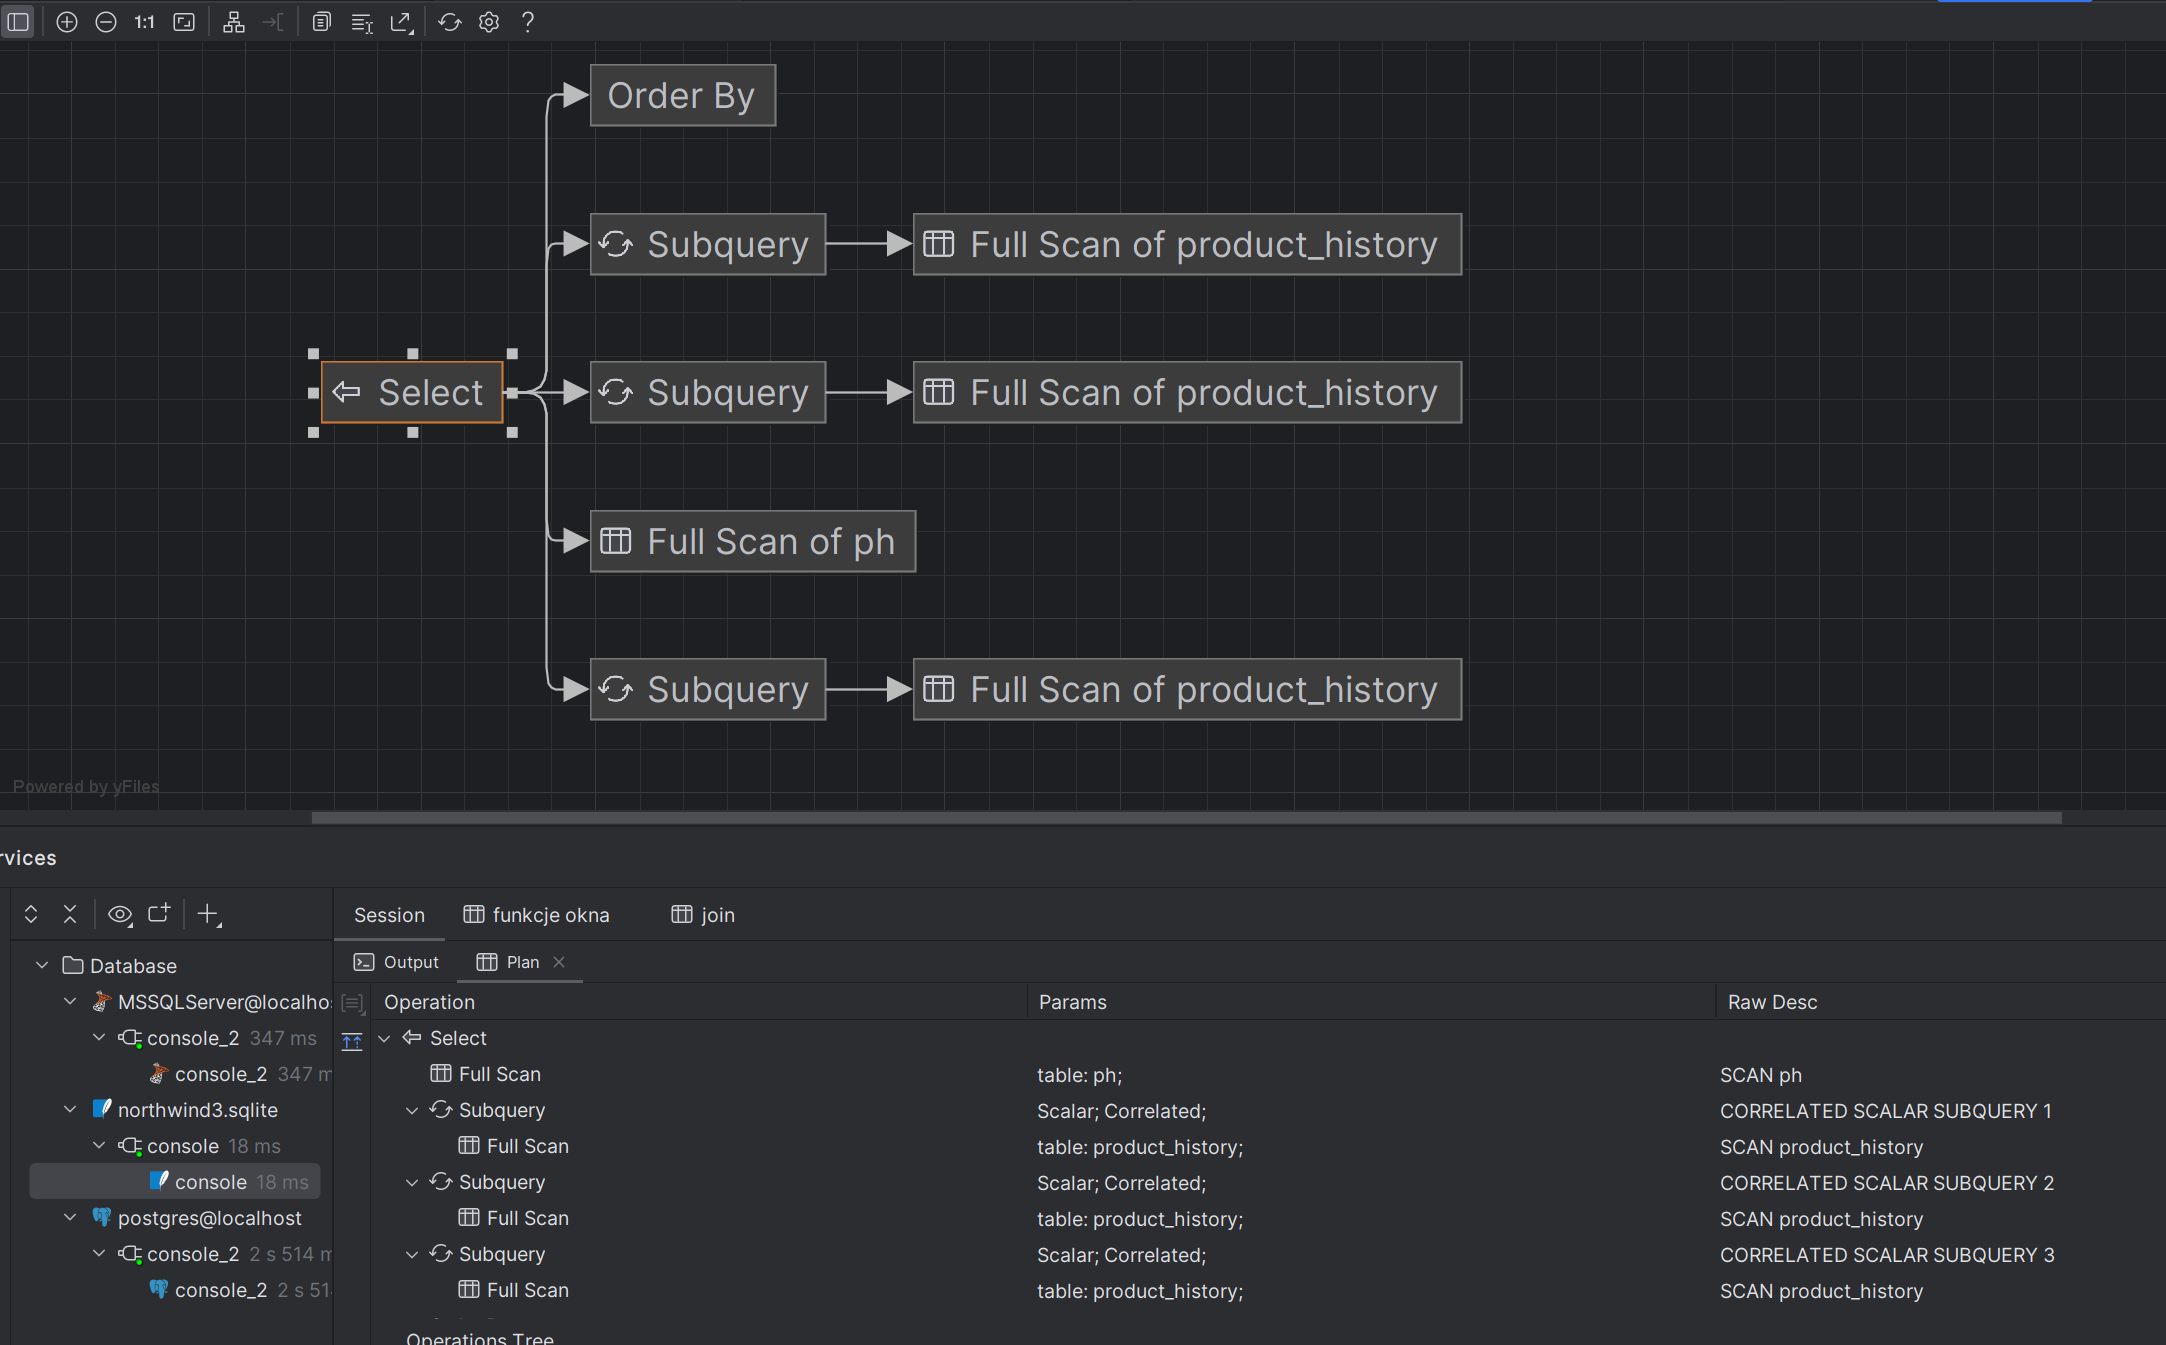 1:1
Order By
Subquery
Full Scan of product_history
Select
Subquery
Full Scan of product_history
Full Scan of ph
Subquery
Full Scan of product_history
Powered by yFiles
rvices
Session
funkcje okna
join
Database
Output
Plan
MSSQLServer@localho
Operation
Params
Raw Desc
console_2 347 ms
Select
console_2 347 m
Full Scan
table: ph;
SCAN ph
northwind3.sqlite
Subquery
Scalar; Correlated;
CORRELATED SCALAR SUBQUERY 1
console 18 ms
Full Scan
table: product_history;
SCAN product_history
console 18 ms
Subquery
Scalar; Correlated;
CORRELATED SCALAR SUBQUERY 2
postgres@localhost
Full Scan
table: product_history;
SCAN product_history
console_2 2 s 514 m
Subquery
Scalar; Correlated;
CORRELATED SCALAR SUBQUERY 3
console_2 2 s 51
Full Scan
table: product_history;
SCAN product_history
Operations Tree